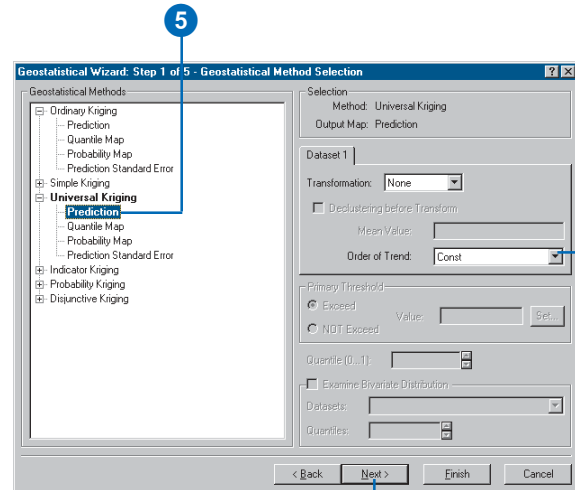 5
Geostatistical Wizard: Step 1 of 5 - Geostatistical Method Selection
Geostatistical Methods
Ordinary Kriging
Prediction
Quantile Map
Probability Map
Prediction Standard Error
Simple Kriging
Universal Kriging
Prediction
Quantile Map
Probability Map
Prediction Standard Error
Indicator Kriging
Probability Kriging
Disjunctive Kriging
Selection
Method: Universal Kriging
Output Map: Prediction
Dataset 1
Transformation: None
Declustering before Transform
Mean Value:
Order of Trend: Const
Primary Threshold
Exceed
Value: Set...
NOT Exceed
Quantile (0...1):
Examine Bivariate Distribution
Datasets:
Quantiles:
< Back Next > Finish Cancel